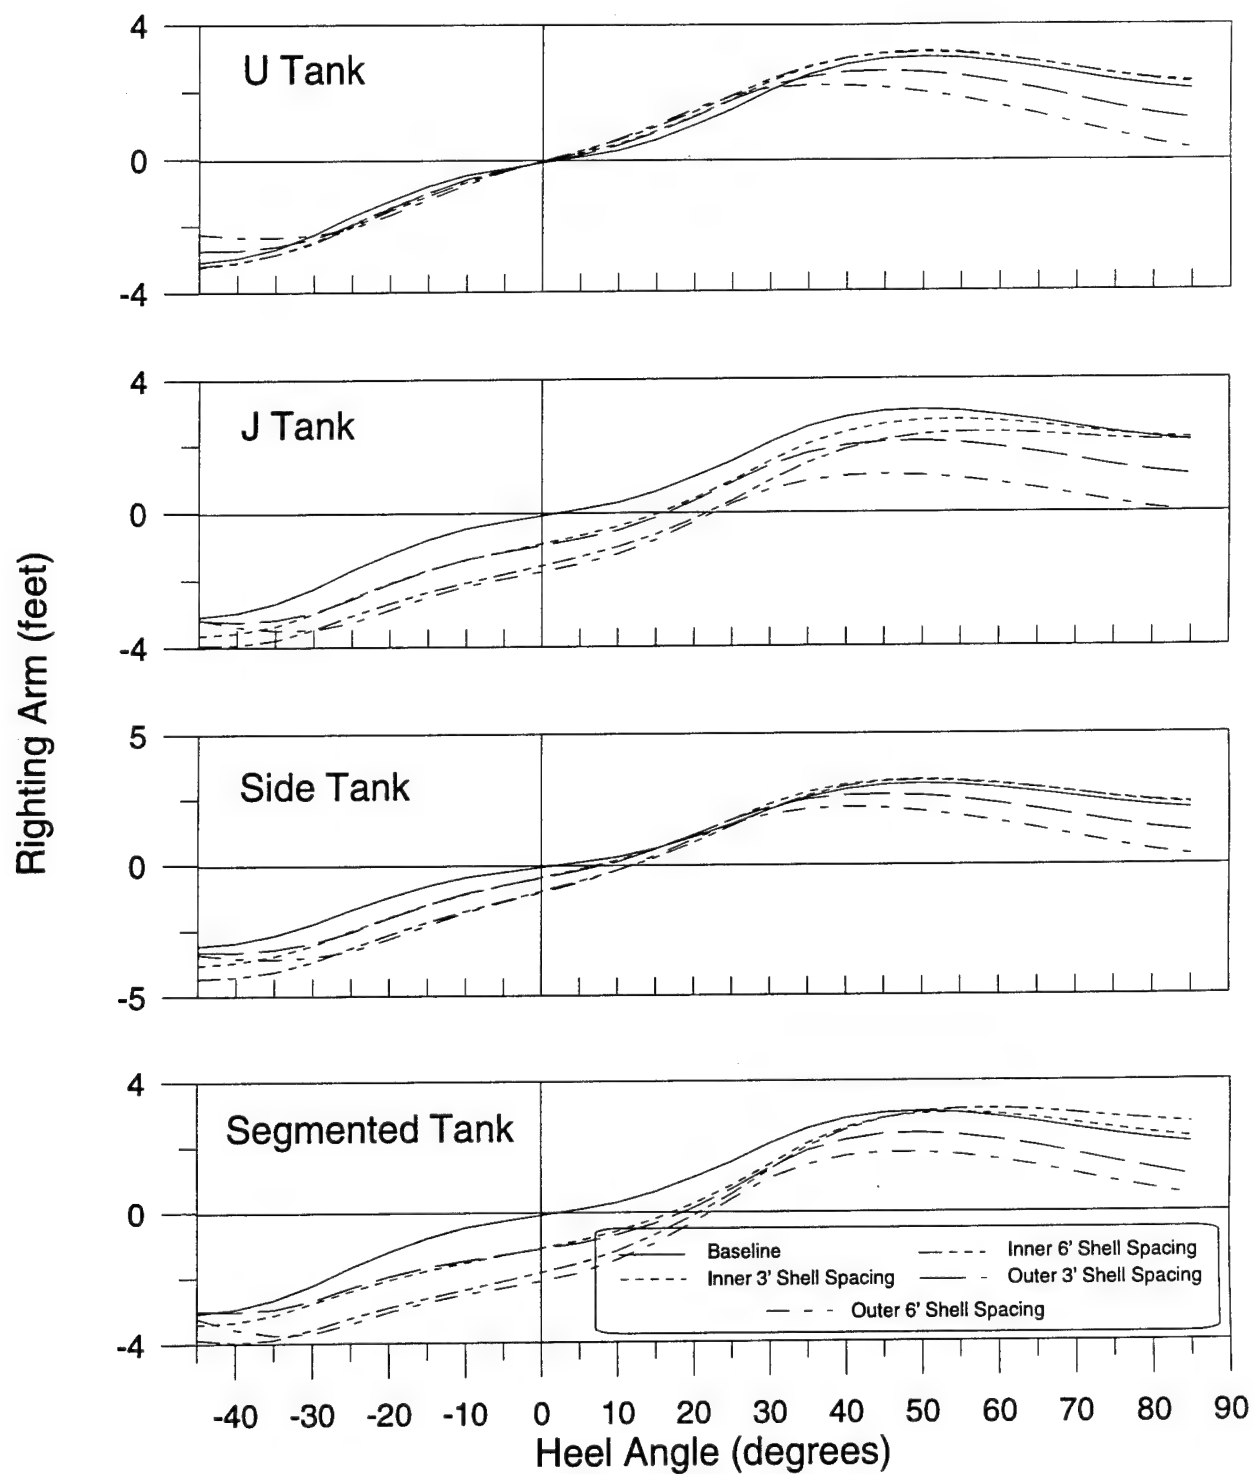 4
U Tank
0
-4
4
J Tank
0
-4
Righting Arm (feet)
5
Side Tank
0
-5
4
Segmented Tank
0
Baseline
Inner 6' Shell Spacing
Inner 3' Shell Spacing
Outer 3' Shell Spacing
Outer 6' Shell Spacing
-4
-40 -30 -20 -10 0 10 20 30 40 50 60 70 80 90
Heel Angle (degrees)